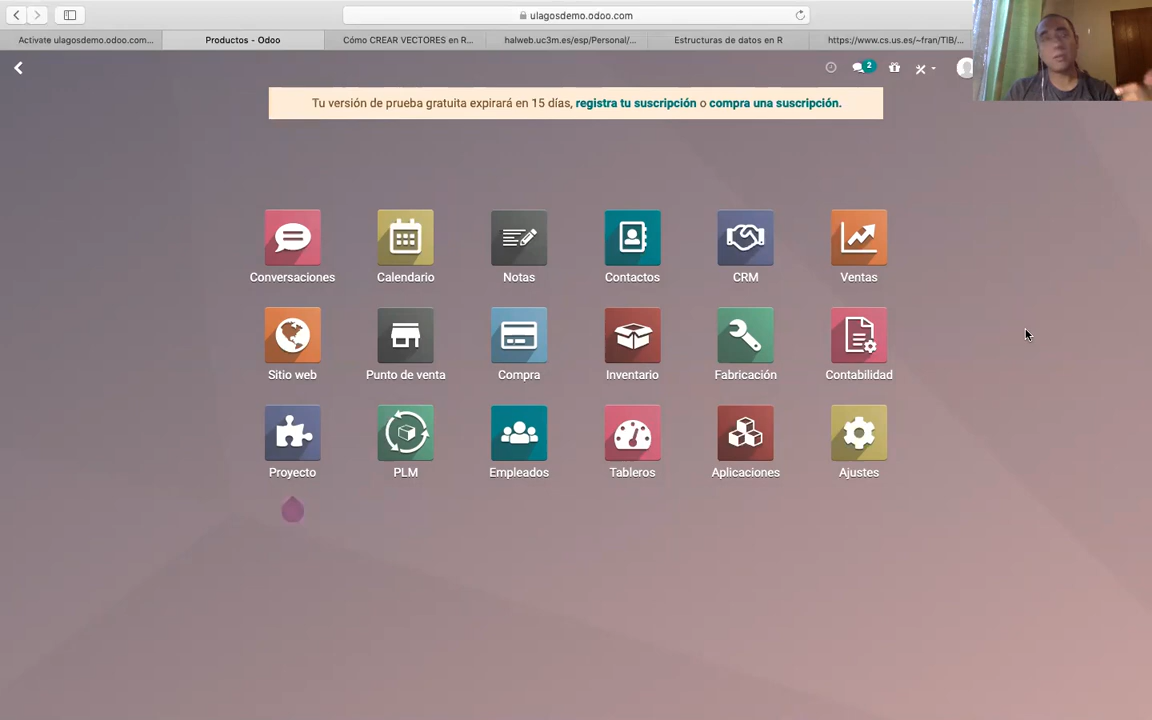 ulagosdemo.odoo.com
Activate ulagosdemo.odoo.com...
Productos - Odoo
Cómo CREAR VECTORES en R...
halweb.uc3m.es/esp/Personal/...
Estructuras de datos en R
https://www.cs.us.es/~fran/TIB/...
2
Tu versión de prueba gratuita expirará en 15 días, registra tu suscripción o compra una suscripción.
Conversaciones
Calendario
Notas
Contactos
CRM
Ventas
Sitio web
Punto de venta
Compra
Inventario
Fabricación
Contabilidad
Proyecto
PLM
Empleados
Tableros
Aplicaciones
Ajustes